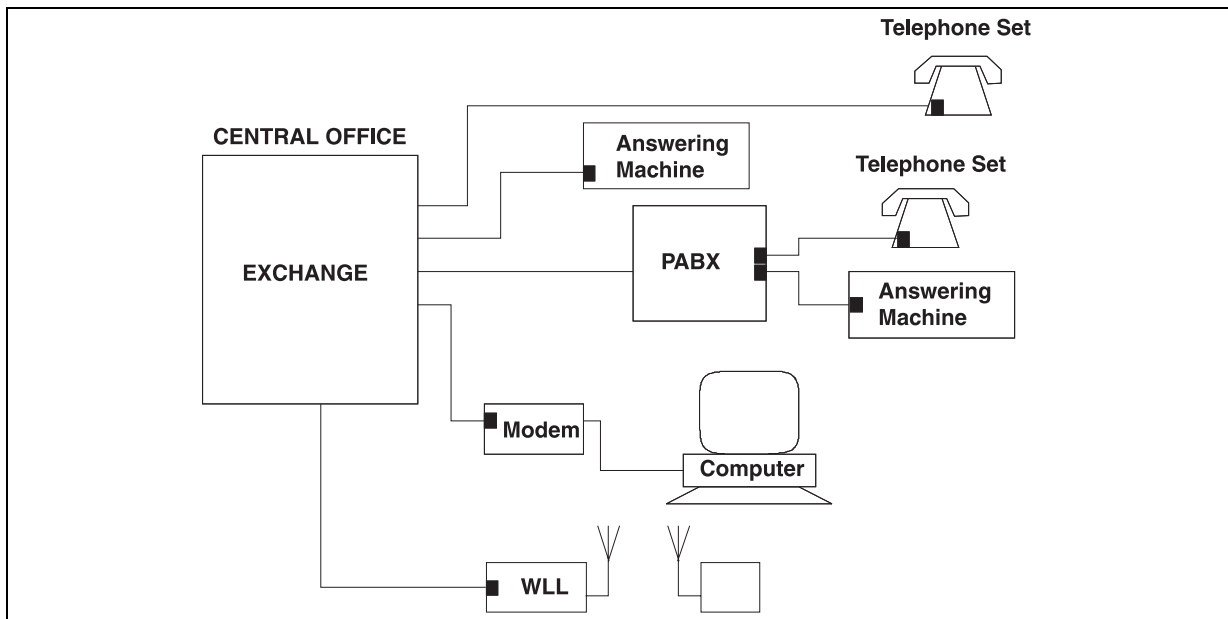 Telephone Set
CENTRAL OFFICE
Answering
Machine
Telephone Set
EXCHANGE
PABX
Answering
Machine
Modem
Computer
WLL